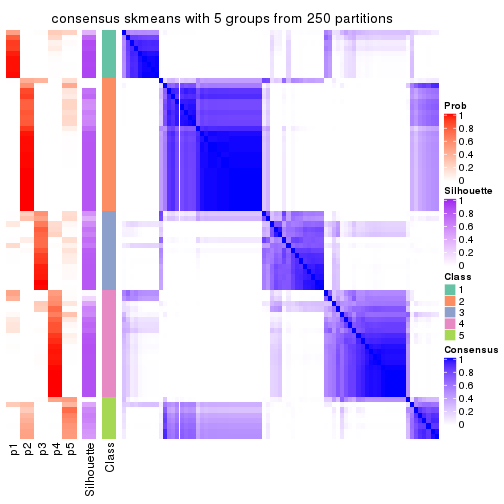 consensus skmeans with 5 groups from 250 partitions
Prob
1
0.8
0.6
0.4
0.2
0
Silhouette
1
0.8
0.6
0.4
0.2
0
Class
1
2
3
4
5
Consensus
1
0.8
0.6
0.4
0.2
0
p1
p2
p3
p4
p5
Silhouette
Class